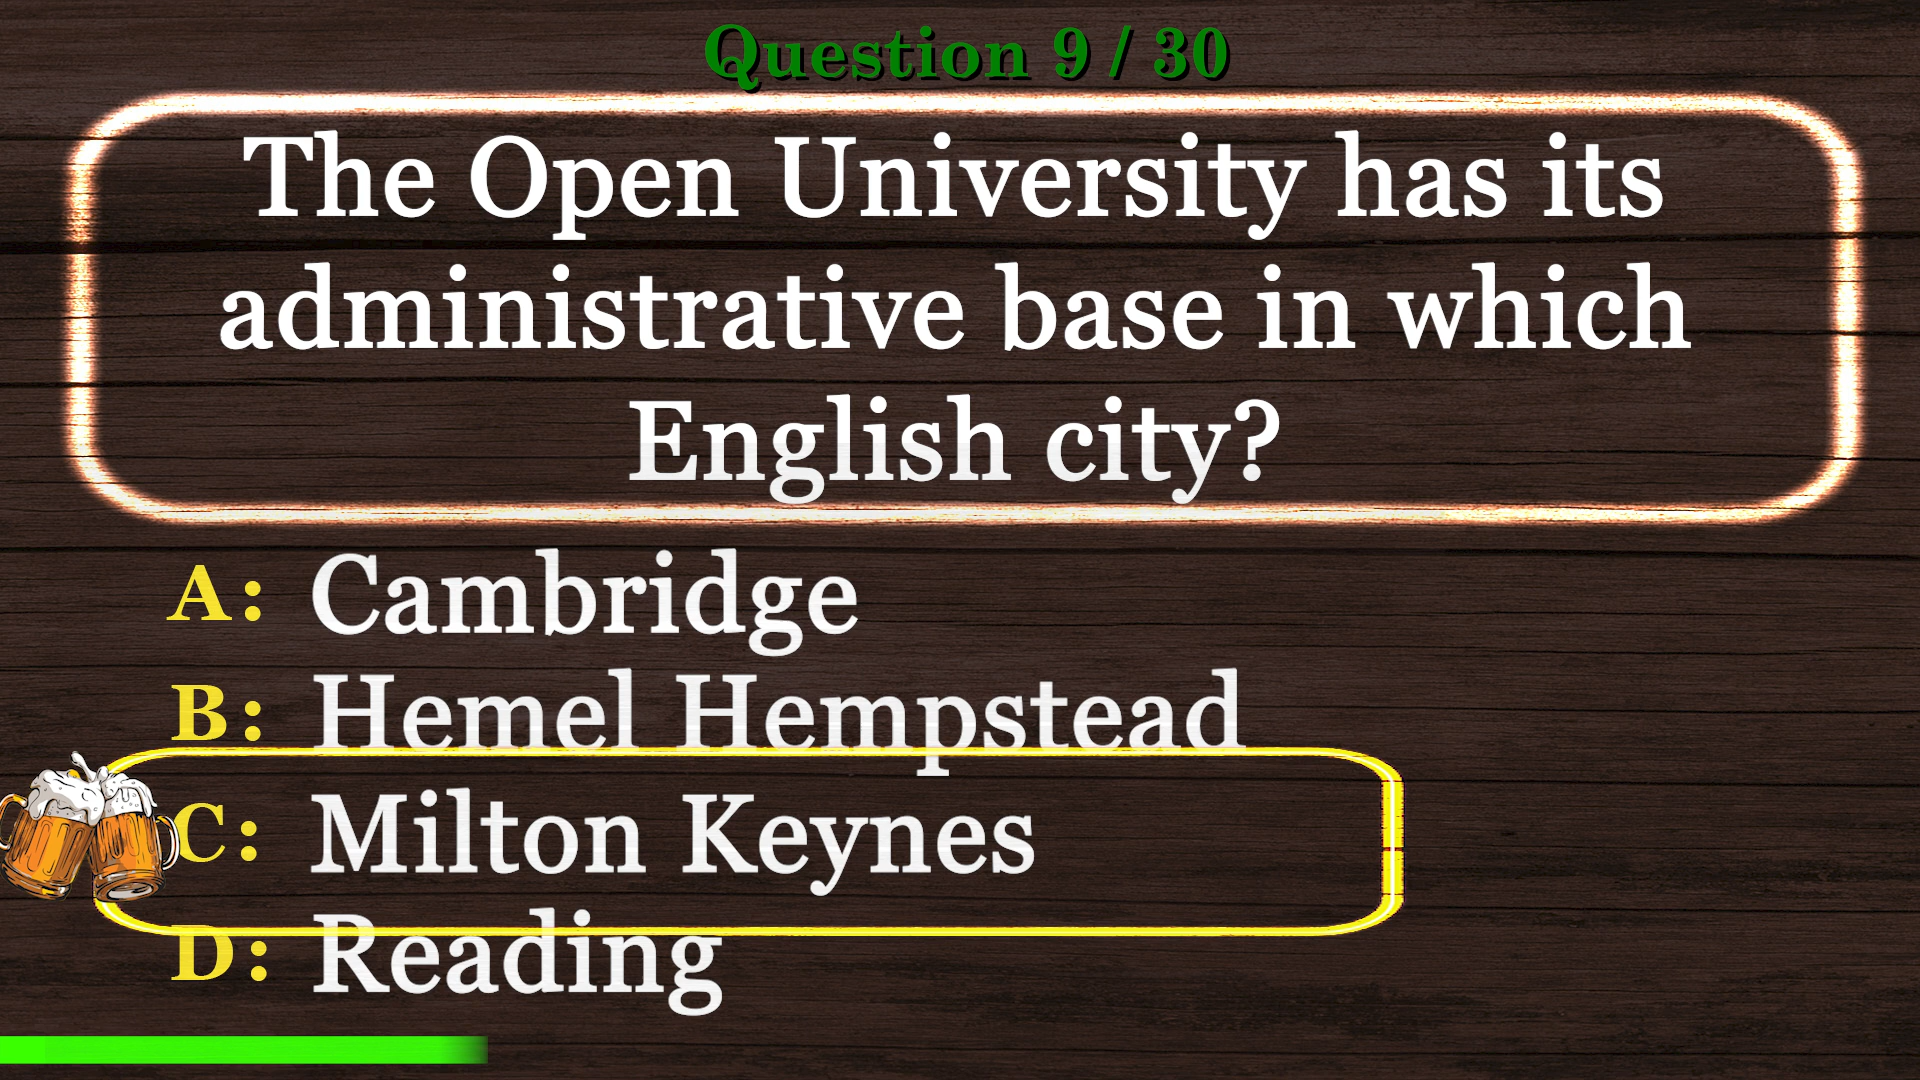 Question 9 / 30
The Open University has its
administrative base in which
English city?
A: Cambridge
B: Hemel Hempstead
C: Milton Keynes
D: Reading